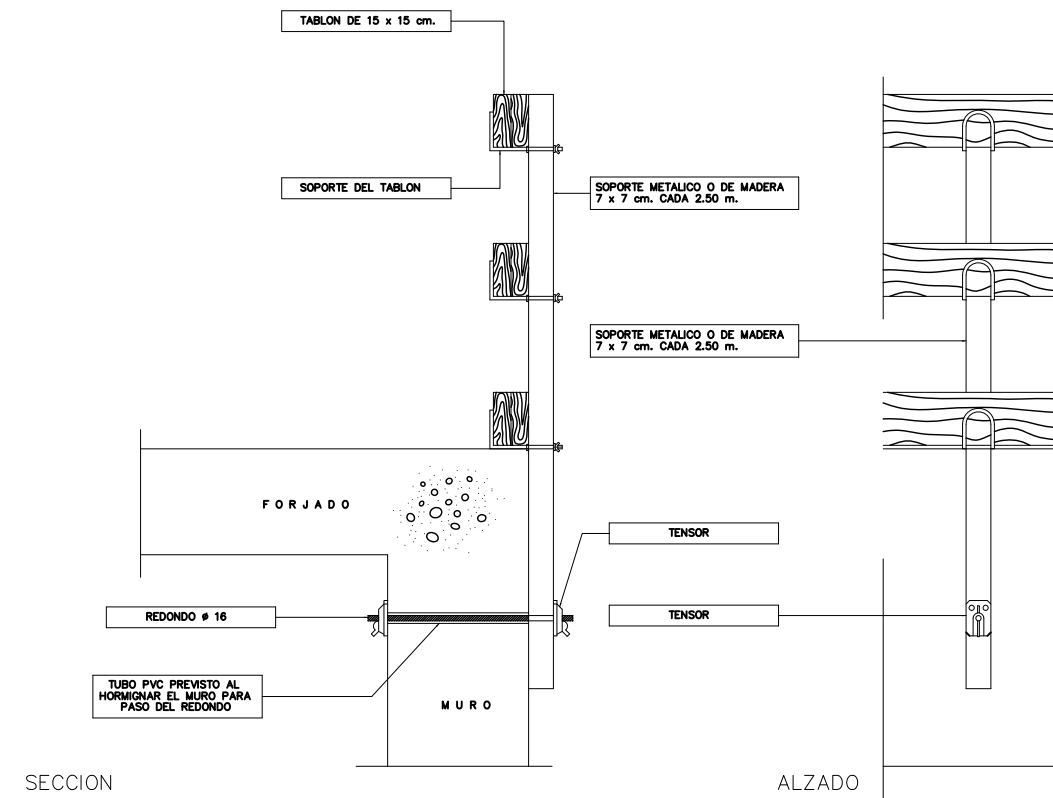 TABLON DE 15 x 15 cm.
SOPORTE DEL TABLON
SOPORTE METALICO O DE MADERA
7 x 7 cm. CADA 2.50 m.
SOPORTE METALICO O DE MADERA
7 x 7 cm. CADA 2.50 m.
FORJADO
TENSOR
REDONDO ø 16
TENSOR
TUBO PVC PREVISTO AL
HORMIGNAR EL MURO PARA
PASO DEL REDONDO
MURO
SECCION
ALZADO